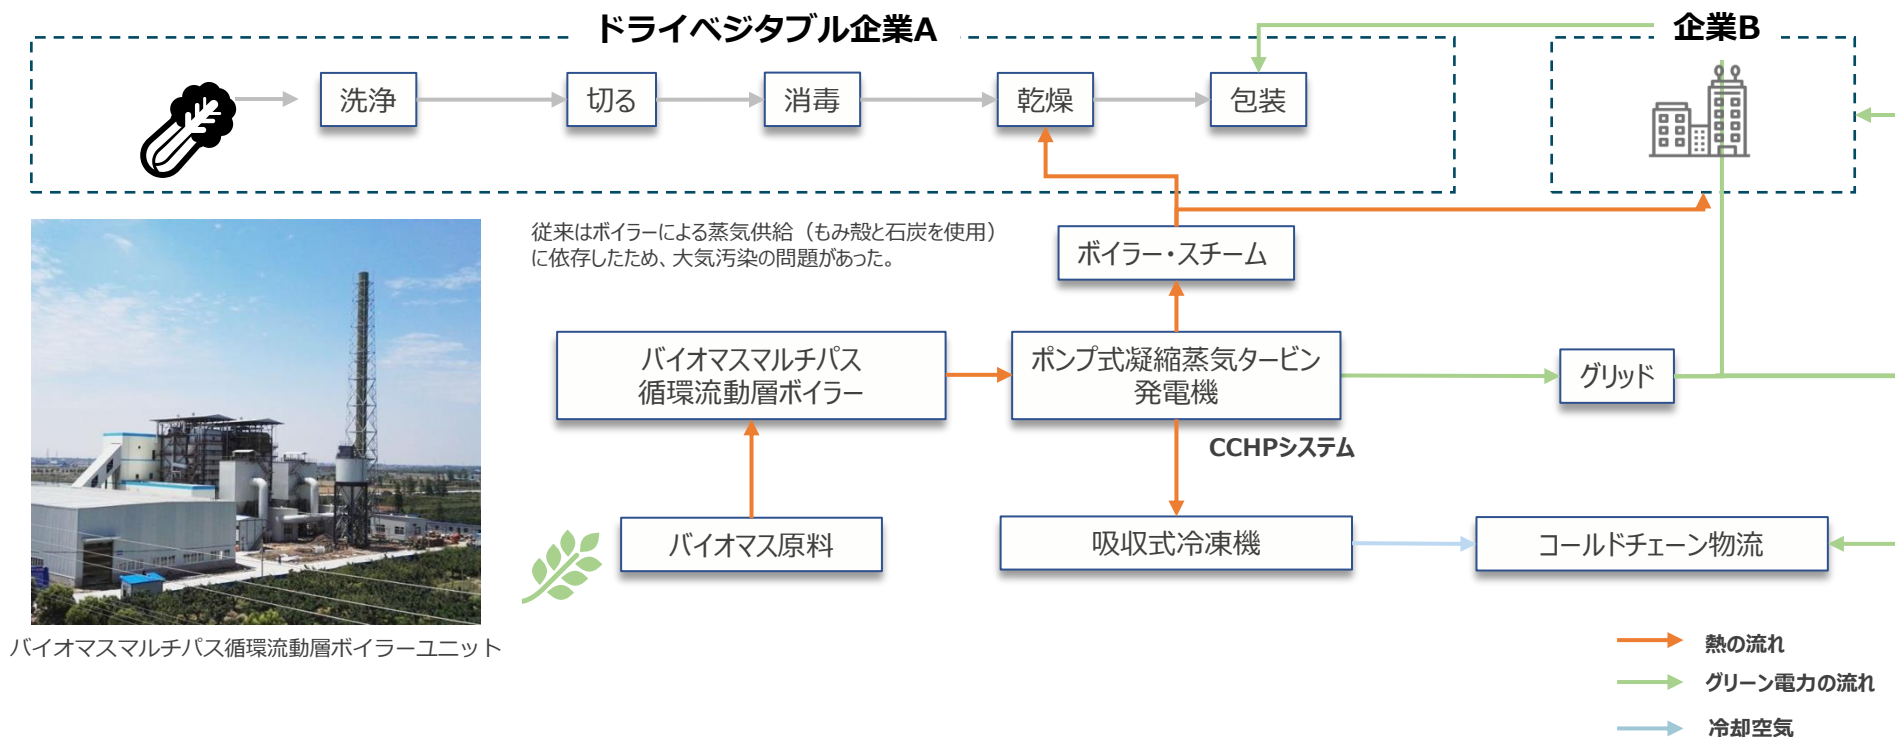 ドライベジタブル企業A
企業B
洗浄
切る
消毒
乾燥
包装
従来はボイラーによる蒸気供給（もみ殻と石炭を使用）
に依存したため、大気汚染の問題があった。
ボイラー・スチーム
バイオマスマルチパス
循環流動層ボイラー
ポンプ式凝縮蒸気タービン
発電機
グリッド
CCHPシステム
バイオマス原料
吸収式冷凍機
コールドチェーン物流
バイオマスマルチパス循環流動層ボイラーユニット
熱の流れ
グリーン電力の流れ
冷却空気